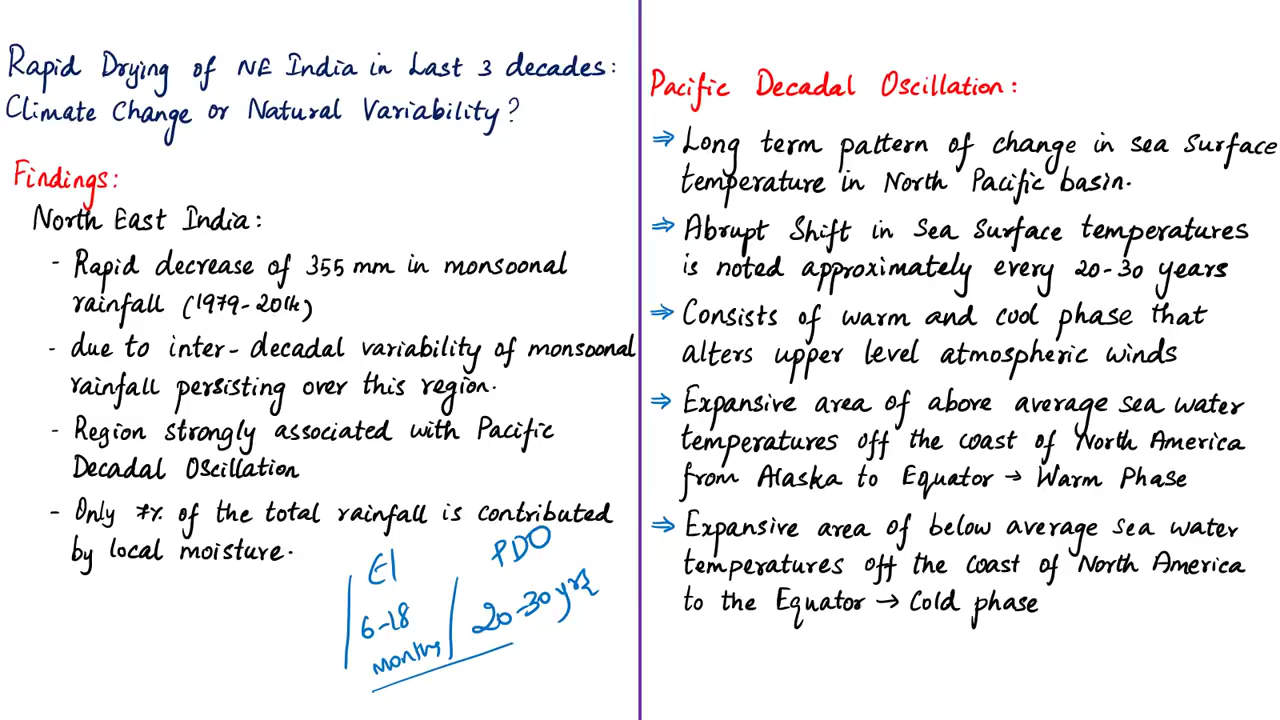 Rapid Drying of NE India in Last 3 decades:
Climate Change or Natural Variability?
Findings:
North East India:
- Rapid decrease of 355 mm in monsoonal
rainfall (1979-2014)
- due to inter-decadal variability of monsoonal
rainfall persisting over this region.
- Region strongly associated with Pacific
Decadal Oscillation
- Only 7% of the total rainfall is contributed
by local moisture.
El
6-18
months
PDO
20-30 yrs
Pacific Decadal Oscillation:
⇒ Long term pattern of change in sea surface
temperature in North Pacific basin.
⇒ Abrupt Shift in Sea Surface temperatures
is noted approximately every 20-30 years
⇒ Consists of warm and cool phase that
alters upper level atmospheric winds
⇒ Expansive area of above average sea water
temperatures off the coast of North America
from Alaska to Equator → Warm Phase
⇒ Expansive area of below average sea water
temperatures off the coast of North America
to the Equator → Cold phase